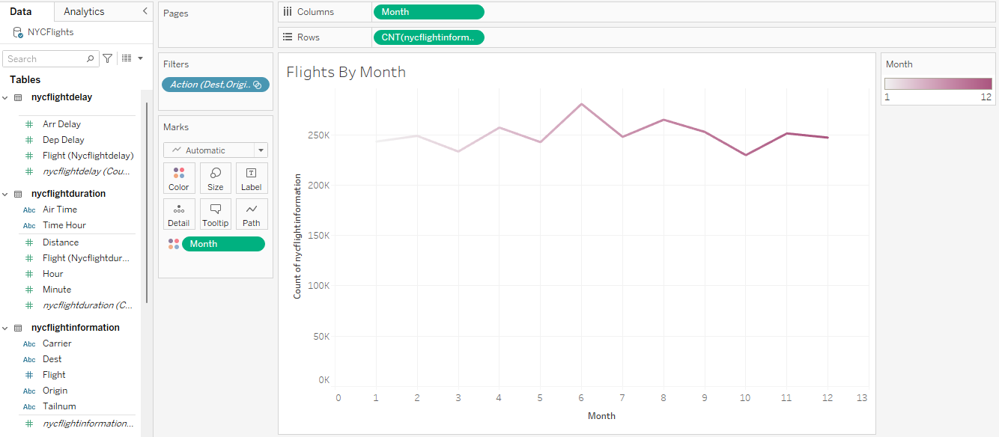 Data
Analytics
NYCFlights
Search
Tables
nycflightdelay
# Arr Delay
# Dep Delay
# Flight (Nycflightdelay)
# nycflightdelay (Cou...
nycflightduration
Abc Air Time
Abc Time Hour
# Distance
# Flight (Nycflightdur...
# Hour
# Minute
# nycflightduration (C...
nycflightinformation
Abc Carrier
Abc Dest
# Flight
Abc Origin
Abc Tailnum
# nycflightinformation...
Pages
Filters
Action (Dest,Origi..
Marks
Automatic
Color
Size
T
Label
Detail
Tooltip
Path
Month
Columns
Month
Rows
CNT(nycflightinform..
Flights By Month
Count of nycflightinformation
250K
200K
150K
100K
50K
0K
0 1 2 3 4 5 6 7 8 9 10 11 12 13
Month
Month
1 12